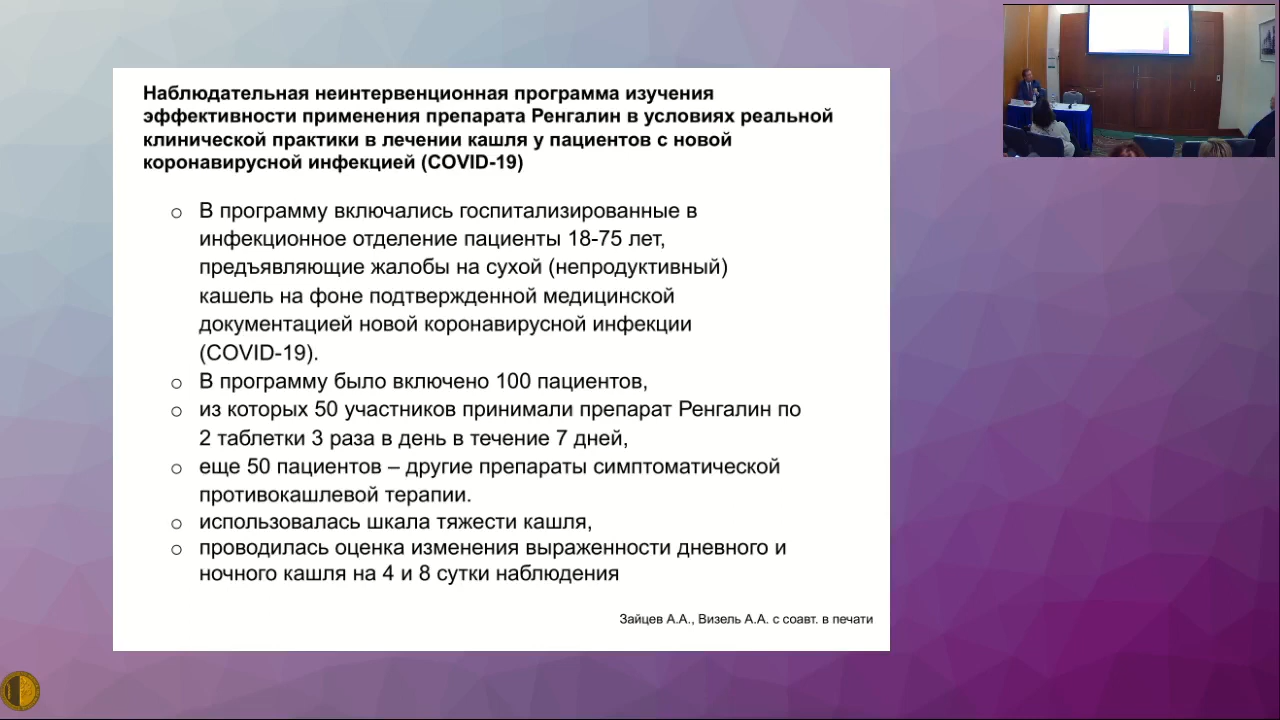 Наблюдательная неинтервенционная программа изучения
эффективности применения препарата Ренгалин в условиях реальной
клинической практики в лечении кашля у пациентов с новой
коронавирусной инфекцией (COVID-19)
○ В программу включались госпитализированные в
инфекционное отделение пациенты 18-75 лет,
предъявляющие жалобы на сухой (непродуктивный)
кашель на фоне подтвержденной медицинской
документацией новой коронавирусной инфекции
(COVID-19).
○ В программу было включено 100 пациентов,
○ из которых 50 участников принимали препарат Ренгалин по
2 таблетки 3 раза в день в течение 7 дней,
○ еще 50 пациентов – другие препараты симптоматической
противокашлевой терапии.
○ использовалась шкала тяжести кашля,
○ проводилась оценка изменения выраженности дневного и
ночного кашля на 4 и 8 сутки наблюдения
Зайцев А.А., Визель А.А. с соавт. в печати